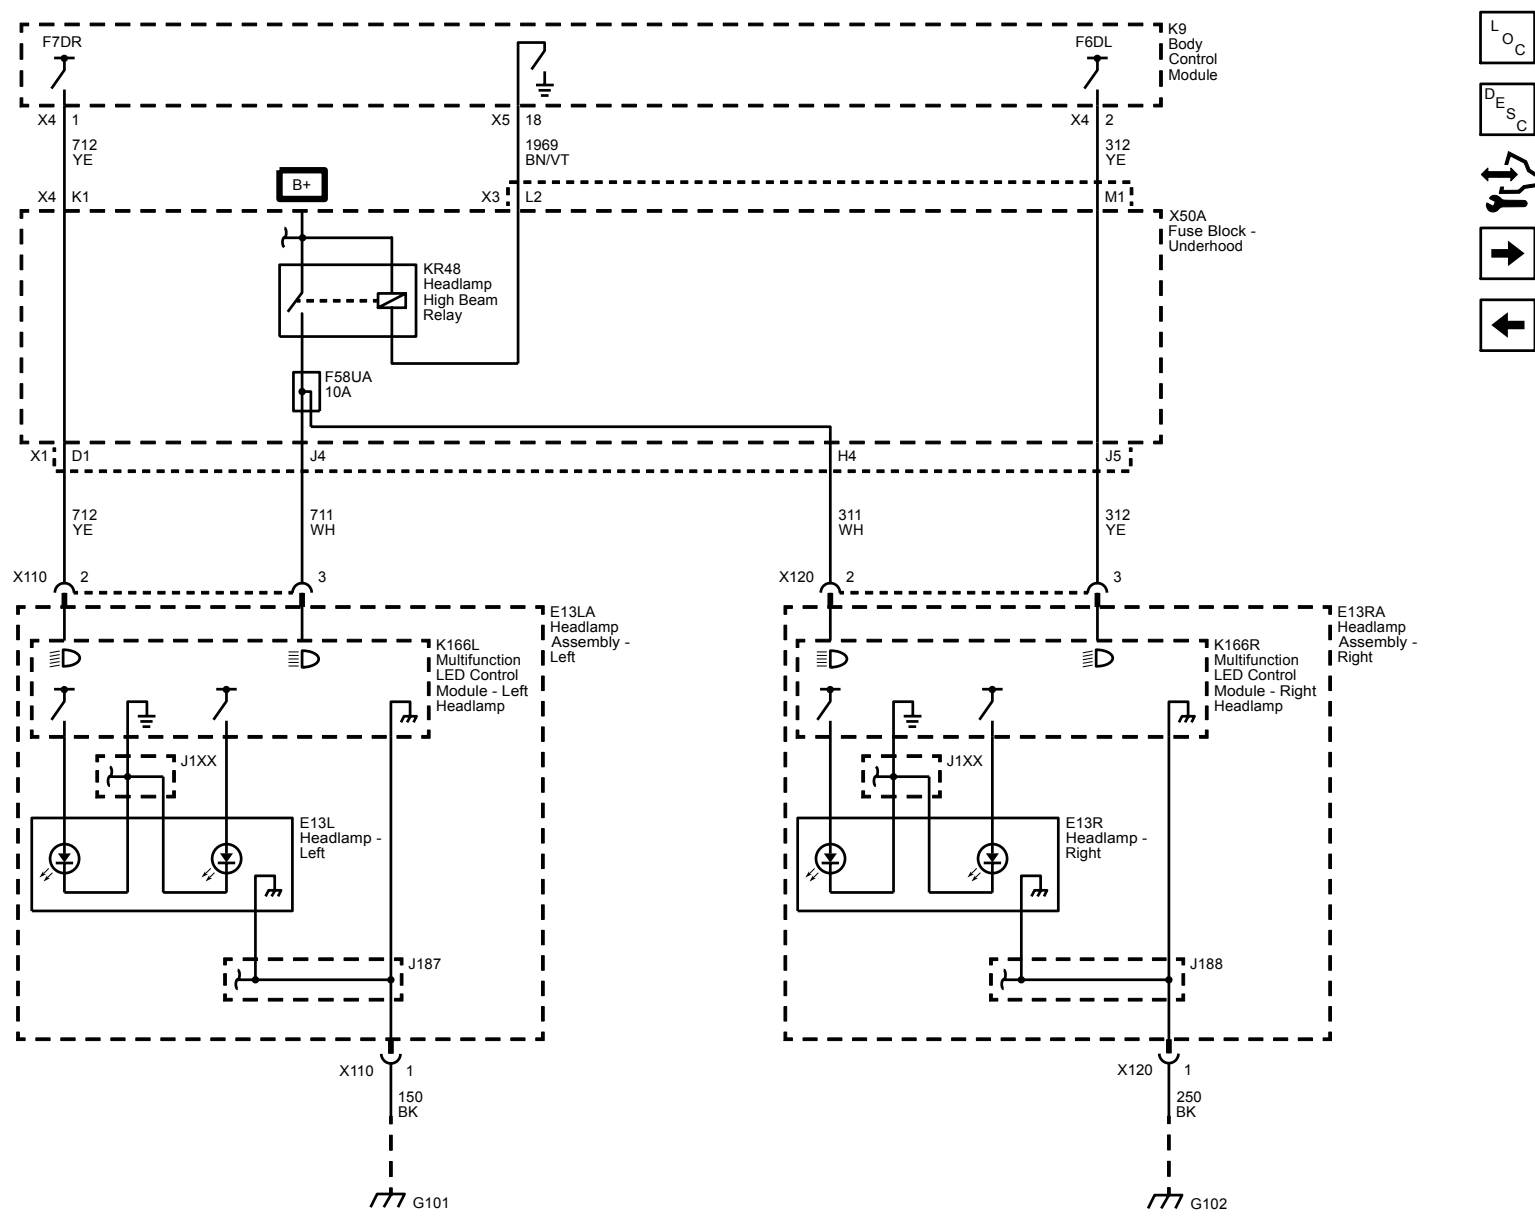 F7DR
F6DL
K9
Body
Control
Module
L
O
C
D
E
S
C
X4 1
X5 18
X4 2
712
YE
1969
BN/VT
312
YE
B+
X4 K1
X3 L2
M1
X50A
Fuse Block -
Underhood
KR48
Headlamp
High Beam
Relay
F58UA
10A
X1 D1
J4
H4
J5
712
YE
711
WH
311
WH
312
YE
X110 2
3
X120 2
3
E13LA
Headlamp
Assembly -
Left
K166L
Multifunction
LED Control
Module - Left
Headlamp
E13RA
Headlamp
Assembly -
Right
K166R
Multifunction
LED Control
Module - Right
Headlamp
J1XX
J1XX
E13L
Headlamp -
Left
E13R
Headlamp -
Right
J187
J188
X110 1
X120 1
150
BK
250
BK
G101
G102